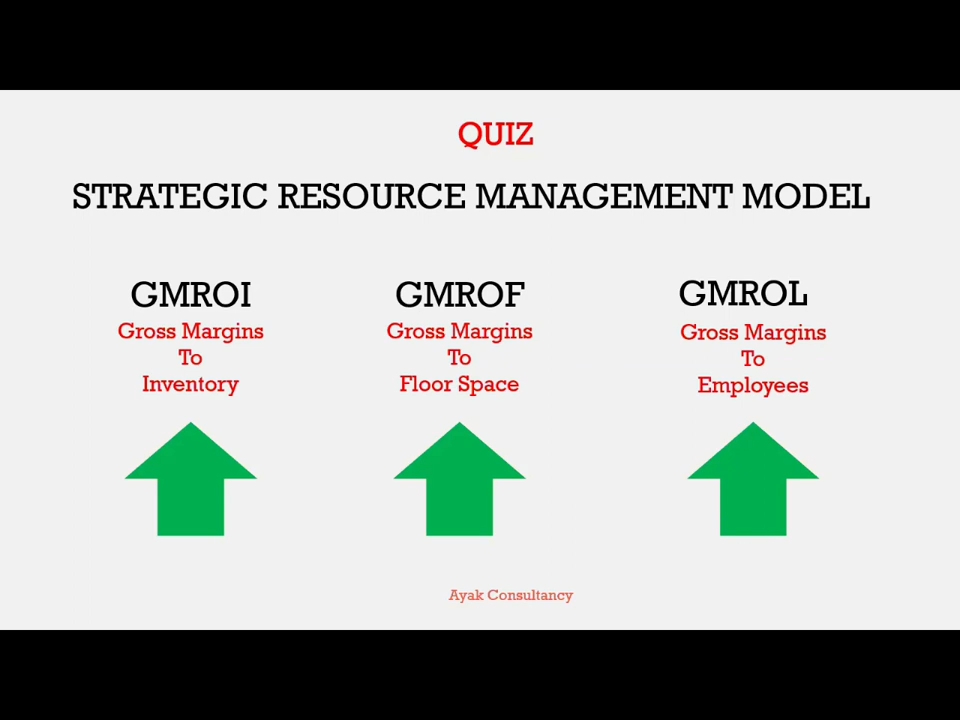 QUIZ
STRATEGIC RESOURCE MANAGEMENT MODEL
GMROI
Gross Margins
To
Inventory
GMROF
Gross Margins
To
Floor Space
GMROL
Gross Margins
To
Employees
Ayak Consultancy